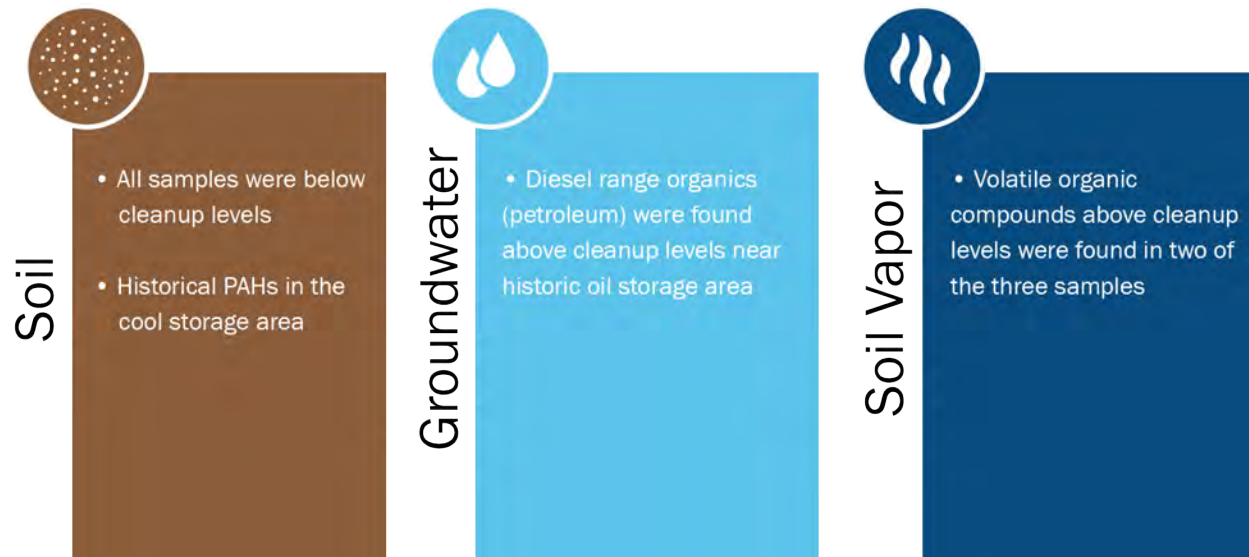 Soil
• All samples were below
cleanup levels
• Historical PAHs in the
cool storage area
Groundwater
• Diesel range organics
(petroleum) were found
above cleanup levels near
historic oil storage area
Soil Vapor
• Volatile organic
compounds above cleanup
levels were found in two of
the three samples